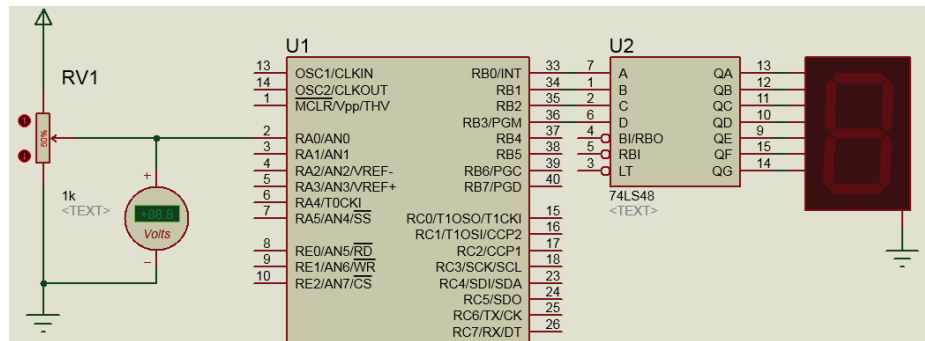 U1
U2
RV1
50%
1k
<TEXT>
+88.8
Volts
13 OSC1/CLKIN
14 OSC2/CLKOUT
1 MCLR/Vpp/THV
2 RA0/AN0
3 RA1/AN1
4 RA2/AN2/VREF-
5 RA3/AN3/VREF+
6 RA4/T0CKI
7 RA5/AN4/SS
8 RE0/AN5/RD
9 RE1/AN6/WR
10 RE2/AN7/CS
RB0/INT 33
RB1 34
RB2 35
RB3/PGM 36
RB4 37
RB5 38
RB6/PGC 39
RB7/PGD 40
RC0/T1OSO/T1CKI 15
RC1/T1OSI/CCP2 16
RC2/CCP1 17
RC3/SCK/SCL 18
RC4/SDI/SDA 23
RC5/SDO 24
RC6/TX/CK 25
RC7/RX/DT 26
7 A QA 13
1 B QB 12
2 C QC 11
6 D QD 10
4 BI/RBO QE 9
5 RBI QF 15
3 LT QG 14
74LS48
<TEXT>